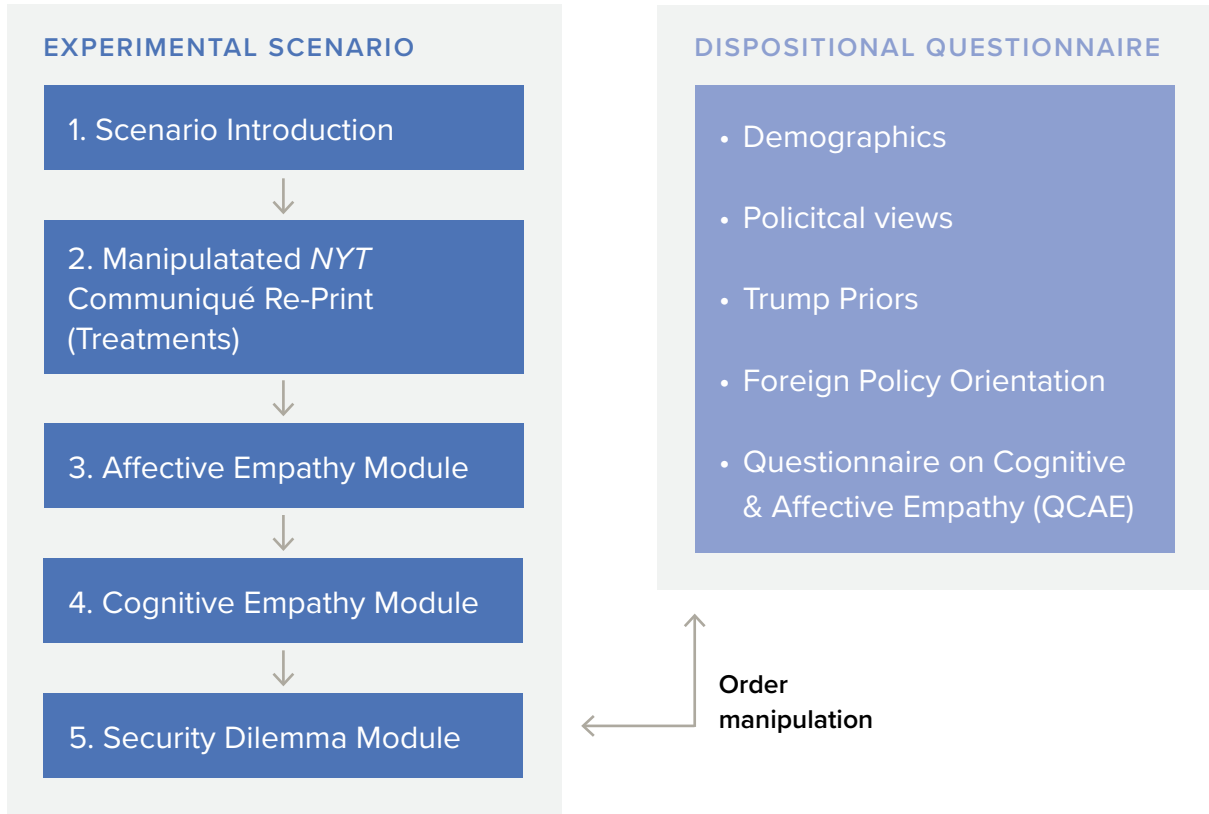 EXPERIMENTAL SCENARIO
1. Scenario Introduction
2. Manipulatated NYT
Communiqué Re-Print
(Treatments)
3. Affective Empathy Module
4. Cognitive Empathy Module
5. Security Dilemma Module
DISPOSITIONAL QUESTIONNAIRE
• Demographics
• Policitcal views
• Trump Priors
• Foreign Policy Orientation
• Questionnaire on Cognitive
& Affective Empathy (QCAE)
Order
manipulation